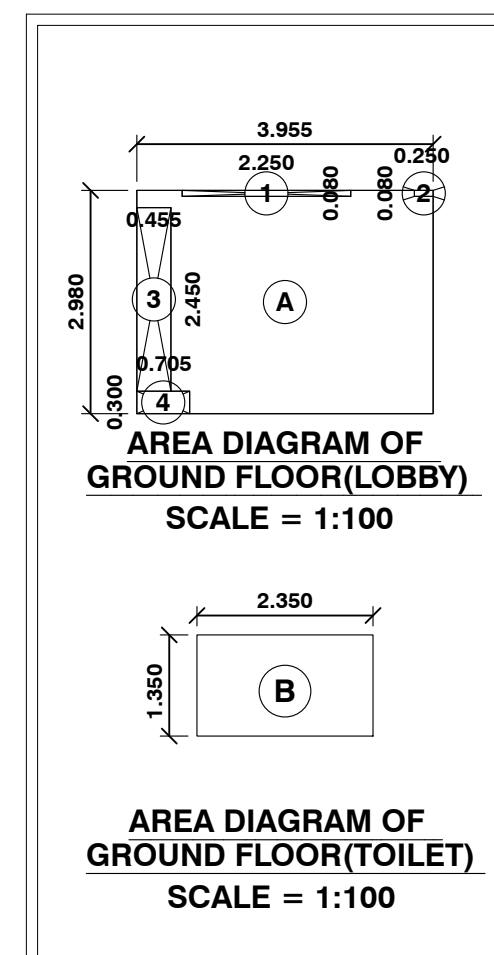 3.955
2.250
0.250
1
0.080
0.080
2
0.455
2.980
3
2.450
A
0.705
0.300
4
AREA DIAGRAM OF
GROUND FLOOR(LOBBY)
SCALE = 1:100
2.350
1.350
B
AREA DIAGRAM OF
GROUND FLOOR(TOILET)
SCALE = 1:100